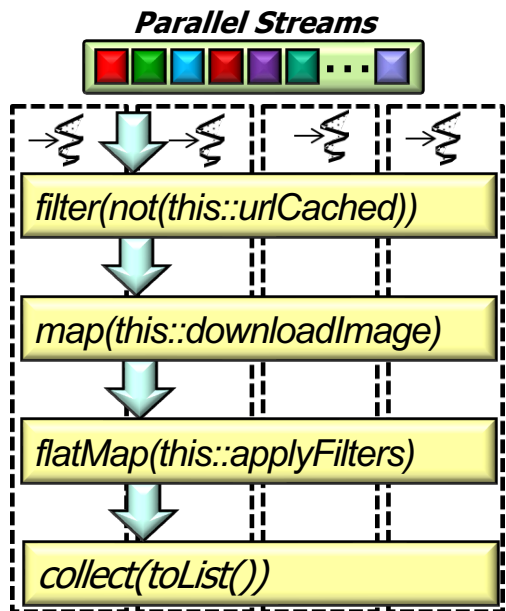 Parallel Streams
...
filter(not(this::urlCached))
map(this::downloadImage)
flatMap(this::applyFilters)
collect(toList())